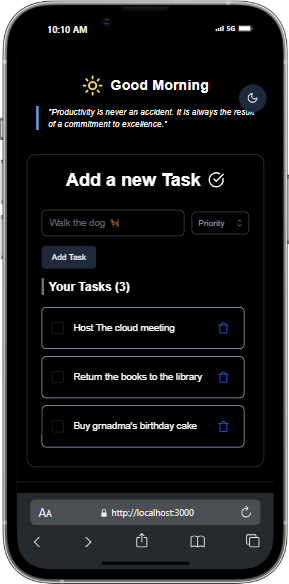 10:10 AM
5G
Good Morning
"Productivity is never an accident. It is always the result
of a commitment to excellence."
Add a new Task
Walk the dog 🐕
Priority
Add Task
Your Tasks (3)
Host The cloud meeting
Return the books to the library
Buy grnadma's birthday cake
AA
http://localhost:3000